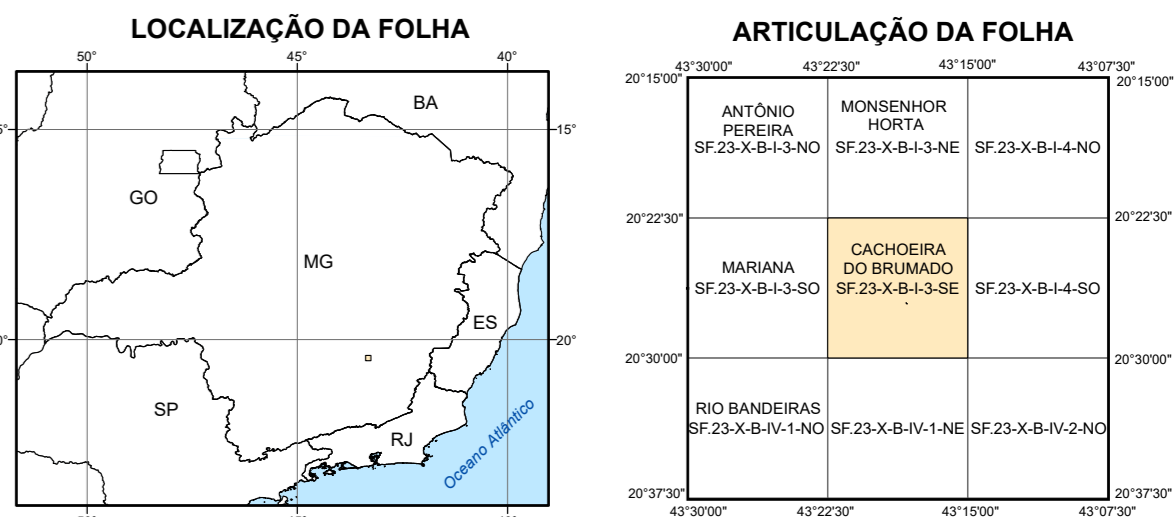 LOCALIZAÇÃO DA FOLHA
50°
45°
40°
BA
15°
GO
MG
ES
20°
SP
RJ
Oceano Atlântico
ARTICULAÇÃO DA FOLHA
43°30'00"
43°22'30"
43°15'00"
43°07'30"
20°15'00"
20°15'00"
ANTÔNIO
PEREIRA
SF.23-X-B-I-3-NO
MONSENHOR
HORTA
SF.23-X-B-I-3-NE
SF.23-X-B-I-4-NO
20°22'30"
20°22'30"
MARIANA
SF.23-X-B-I-3-SO
CACHOEIRA
DO BRUMADO
SF.23-X-B-I-3-SE
SF.23-X-B-I-4-SO
20°30'00"
20°30'00"
RIO BANDEIRAS
SF.23-X-B-IV-1-NO
SF.23-X-B-IV-1-NE
SF.23-X-B-IV-2-NO
20°37'30"
20°37'30"
43°30'00"
43°22'30"
43°15'00"
43°07'30"